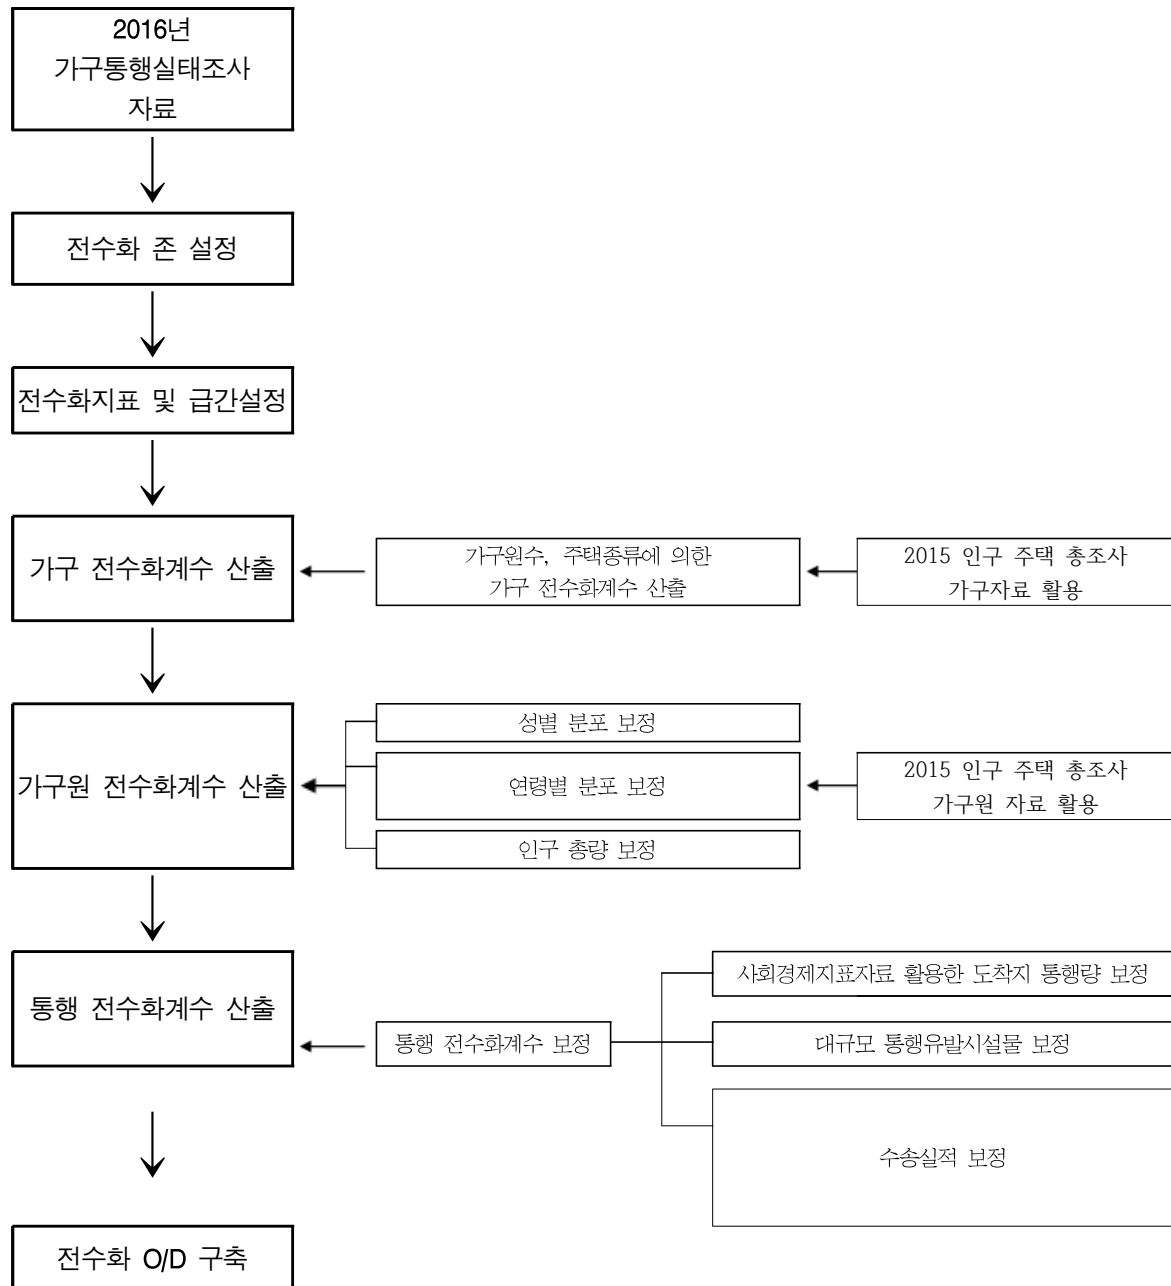 2016년
가구통행실태조사
자료
전수화 존 설정
전수화지표 및 급간설정
가구 전수화계수 산출
가구원수, 주택종류에 의한
가구 전수화계수 산출
2015 인구 주택 총조사
가구자료 활용
가구원 전수화계수 산출
성별 분포 보정
연령별 분포 보정
인구 총량 보정
2015 인구 주택 총조사
가구원 자료 활용
통행 전수화계수 산출
통행 전수화계수 보정
사회경제지표자료 활용한 도착지 통행량 보정
대규모 통행유발시설물 보정
수송실적 보정
전수화 O/D 구축